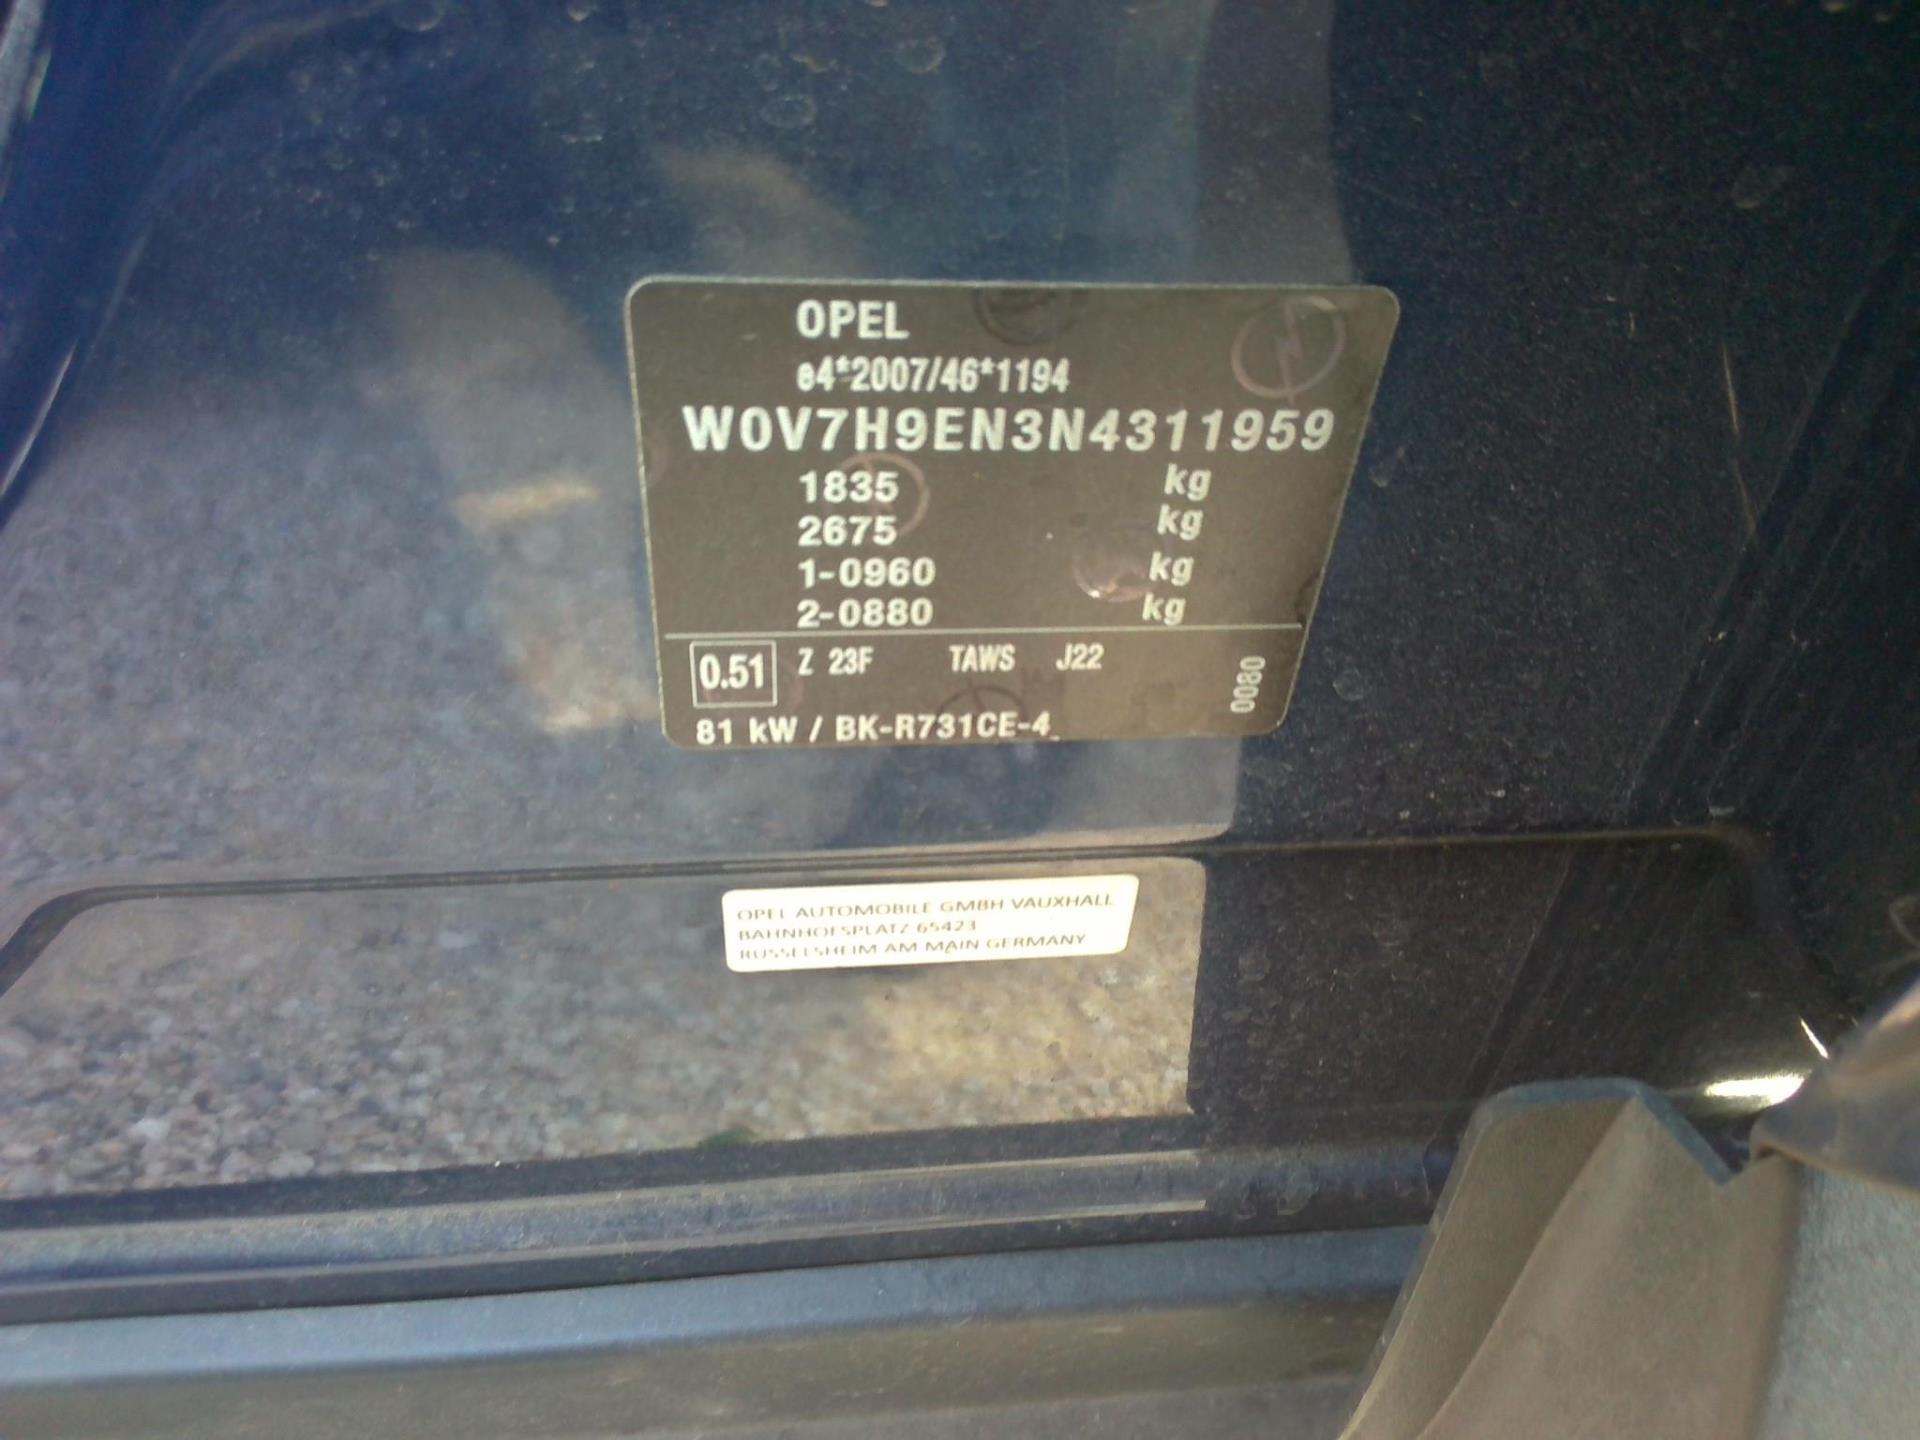 OPEL
e4*2007/46*1194
W0V7H9EN3N4311959
1835 kg
2675 kg
1-0960 kg
2-0880 kg
0.51 Z 23F TAWS J22
0080
81 kW / BK-R731CE-4
OPEL AUTOMOBILE GMBH VAUXHALL
BAHNHOFSPLATZ 65423
RUSSELSHEIM AM MAIN GERMANY